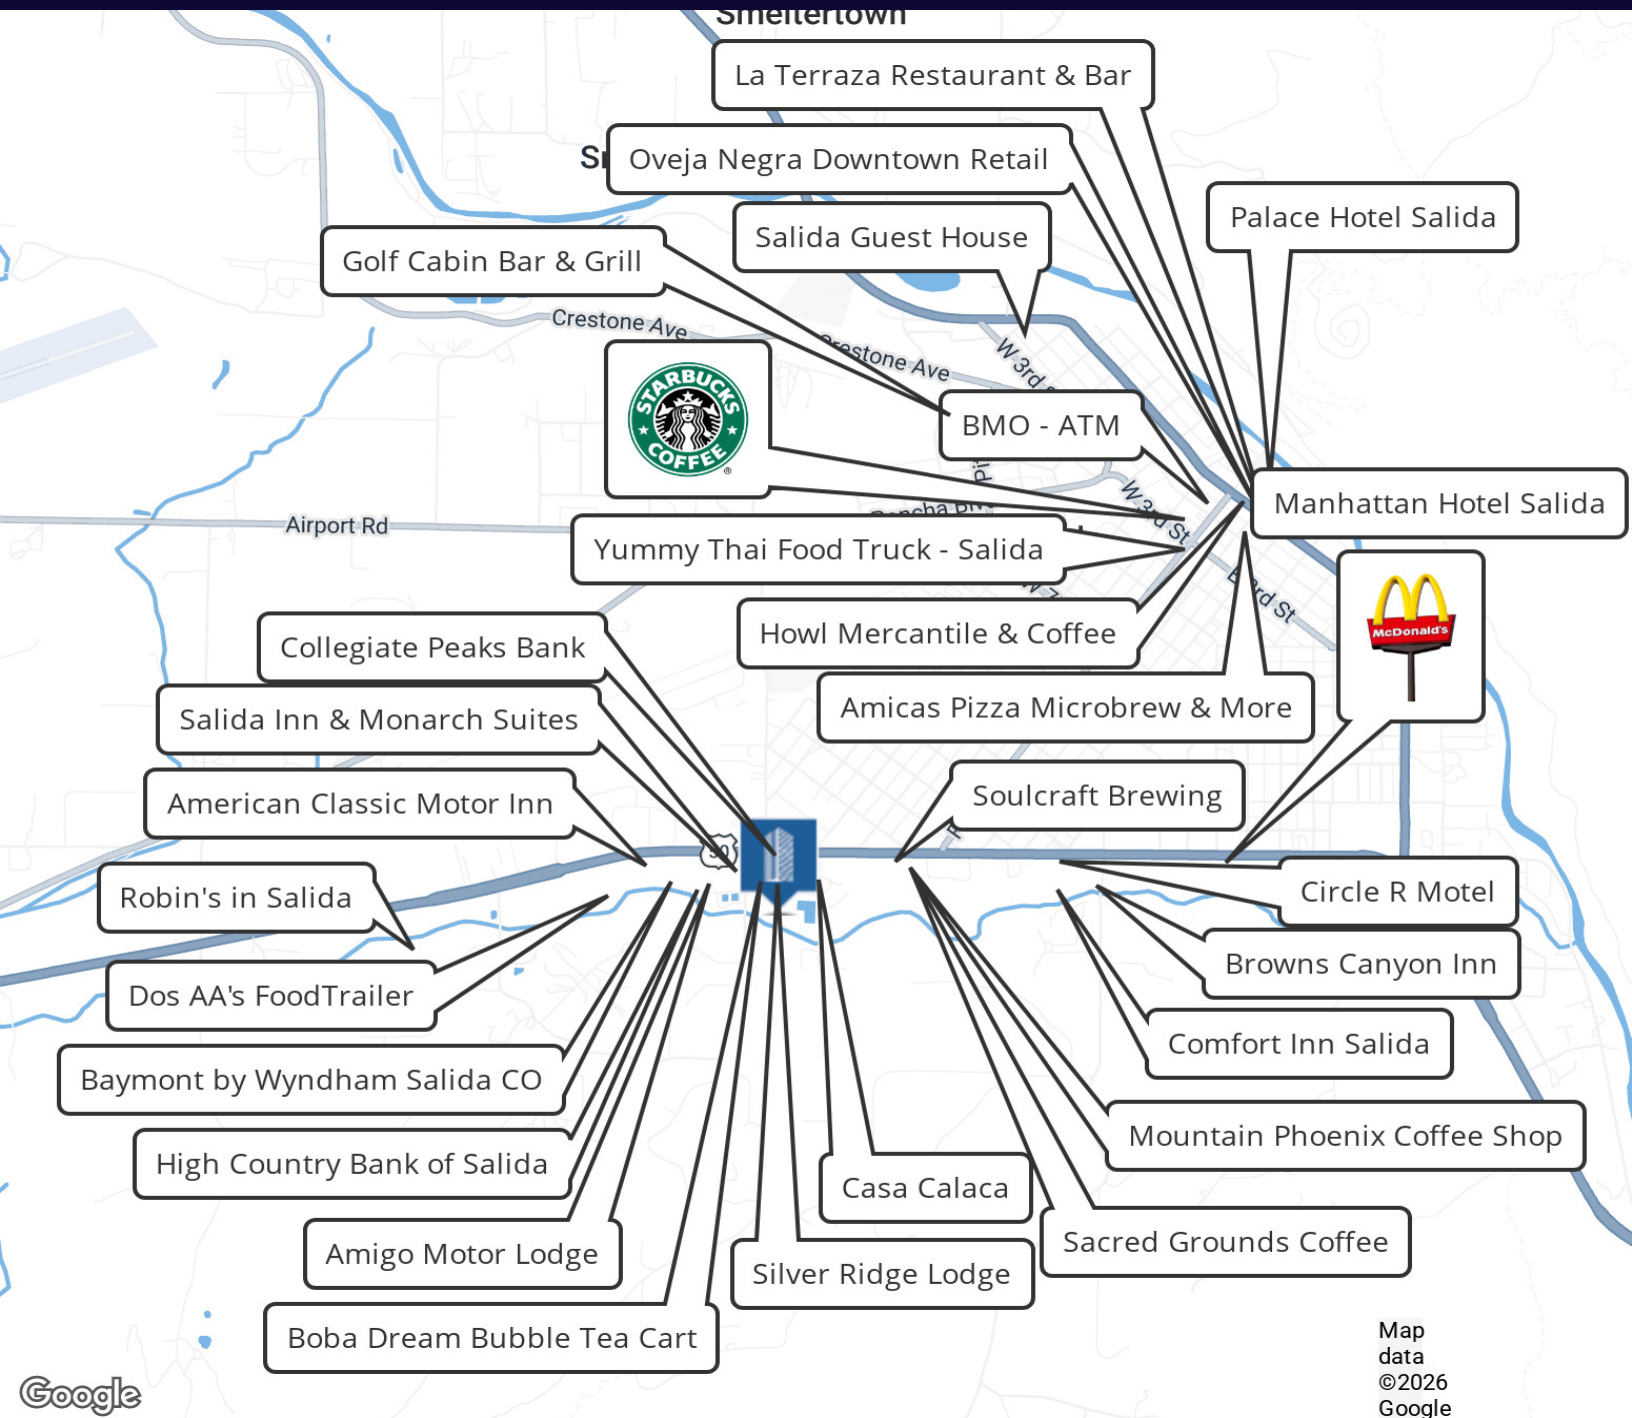 Smeltertown
La Terraza Restaurant & Bar
Oveja Negra Downtown Retail
Palace Hotel Salida
Salida Guest House
Golf Cabin Bar & Grill
Crestone Ave
Crestone Ave
W 3rd
STARBUCKS
COFFEE
®
BMO - ATM
W 3rd St
Manhattan Hotel Salida
Airport Rd
Yummy Thai Food Truck - Salida
E 3rd St
McDonald's
Howl Mercantile & Coffee
Collegiate Peaks Bank
Amicas Pizza Microbrew & More
Salida Inn & Monarch Suites
Soulcraft Brewing
American Classic Motor Inn
50
Robin's in Salida
Circle R Motel
Browns Canyon Inn
Dos AA's FoodTrailer
Comfort Inn Salida
Baymont by Wyndham Salida CO
Mountain Phoenix Coffee Shop
High Country Bank of Salida
Casa Calaca
Sacred Grounds Coffee
Amigo Motor Lodge
Silver Ridge Lodge
Boba Dream Bubble Tea Cart
Map
data
©2026
Google
Google